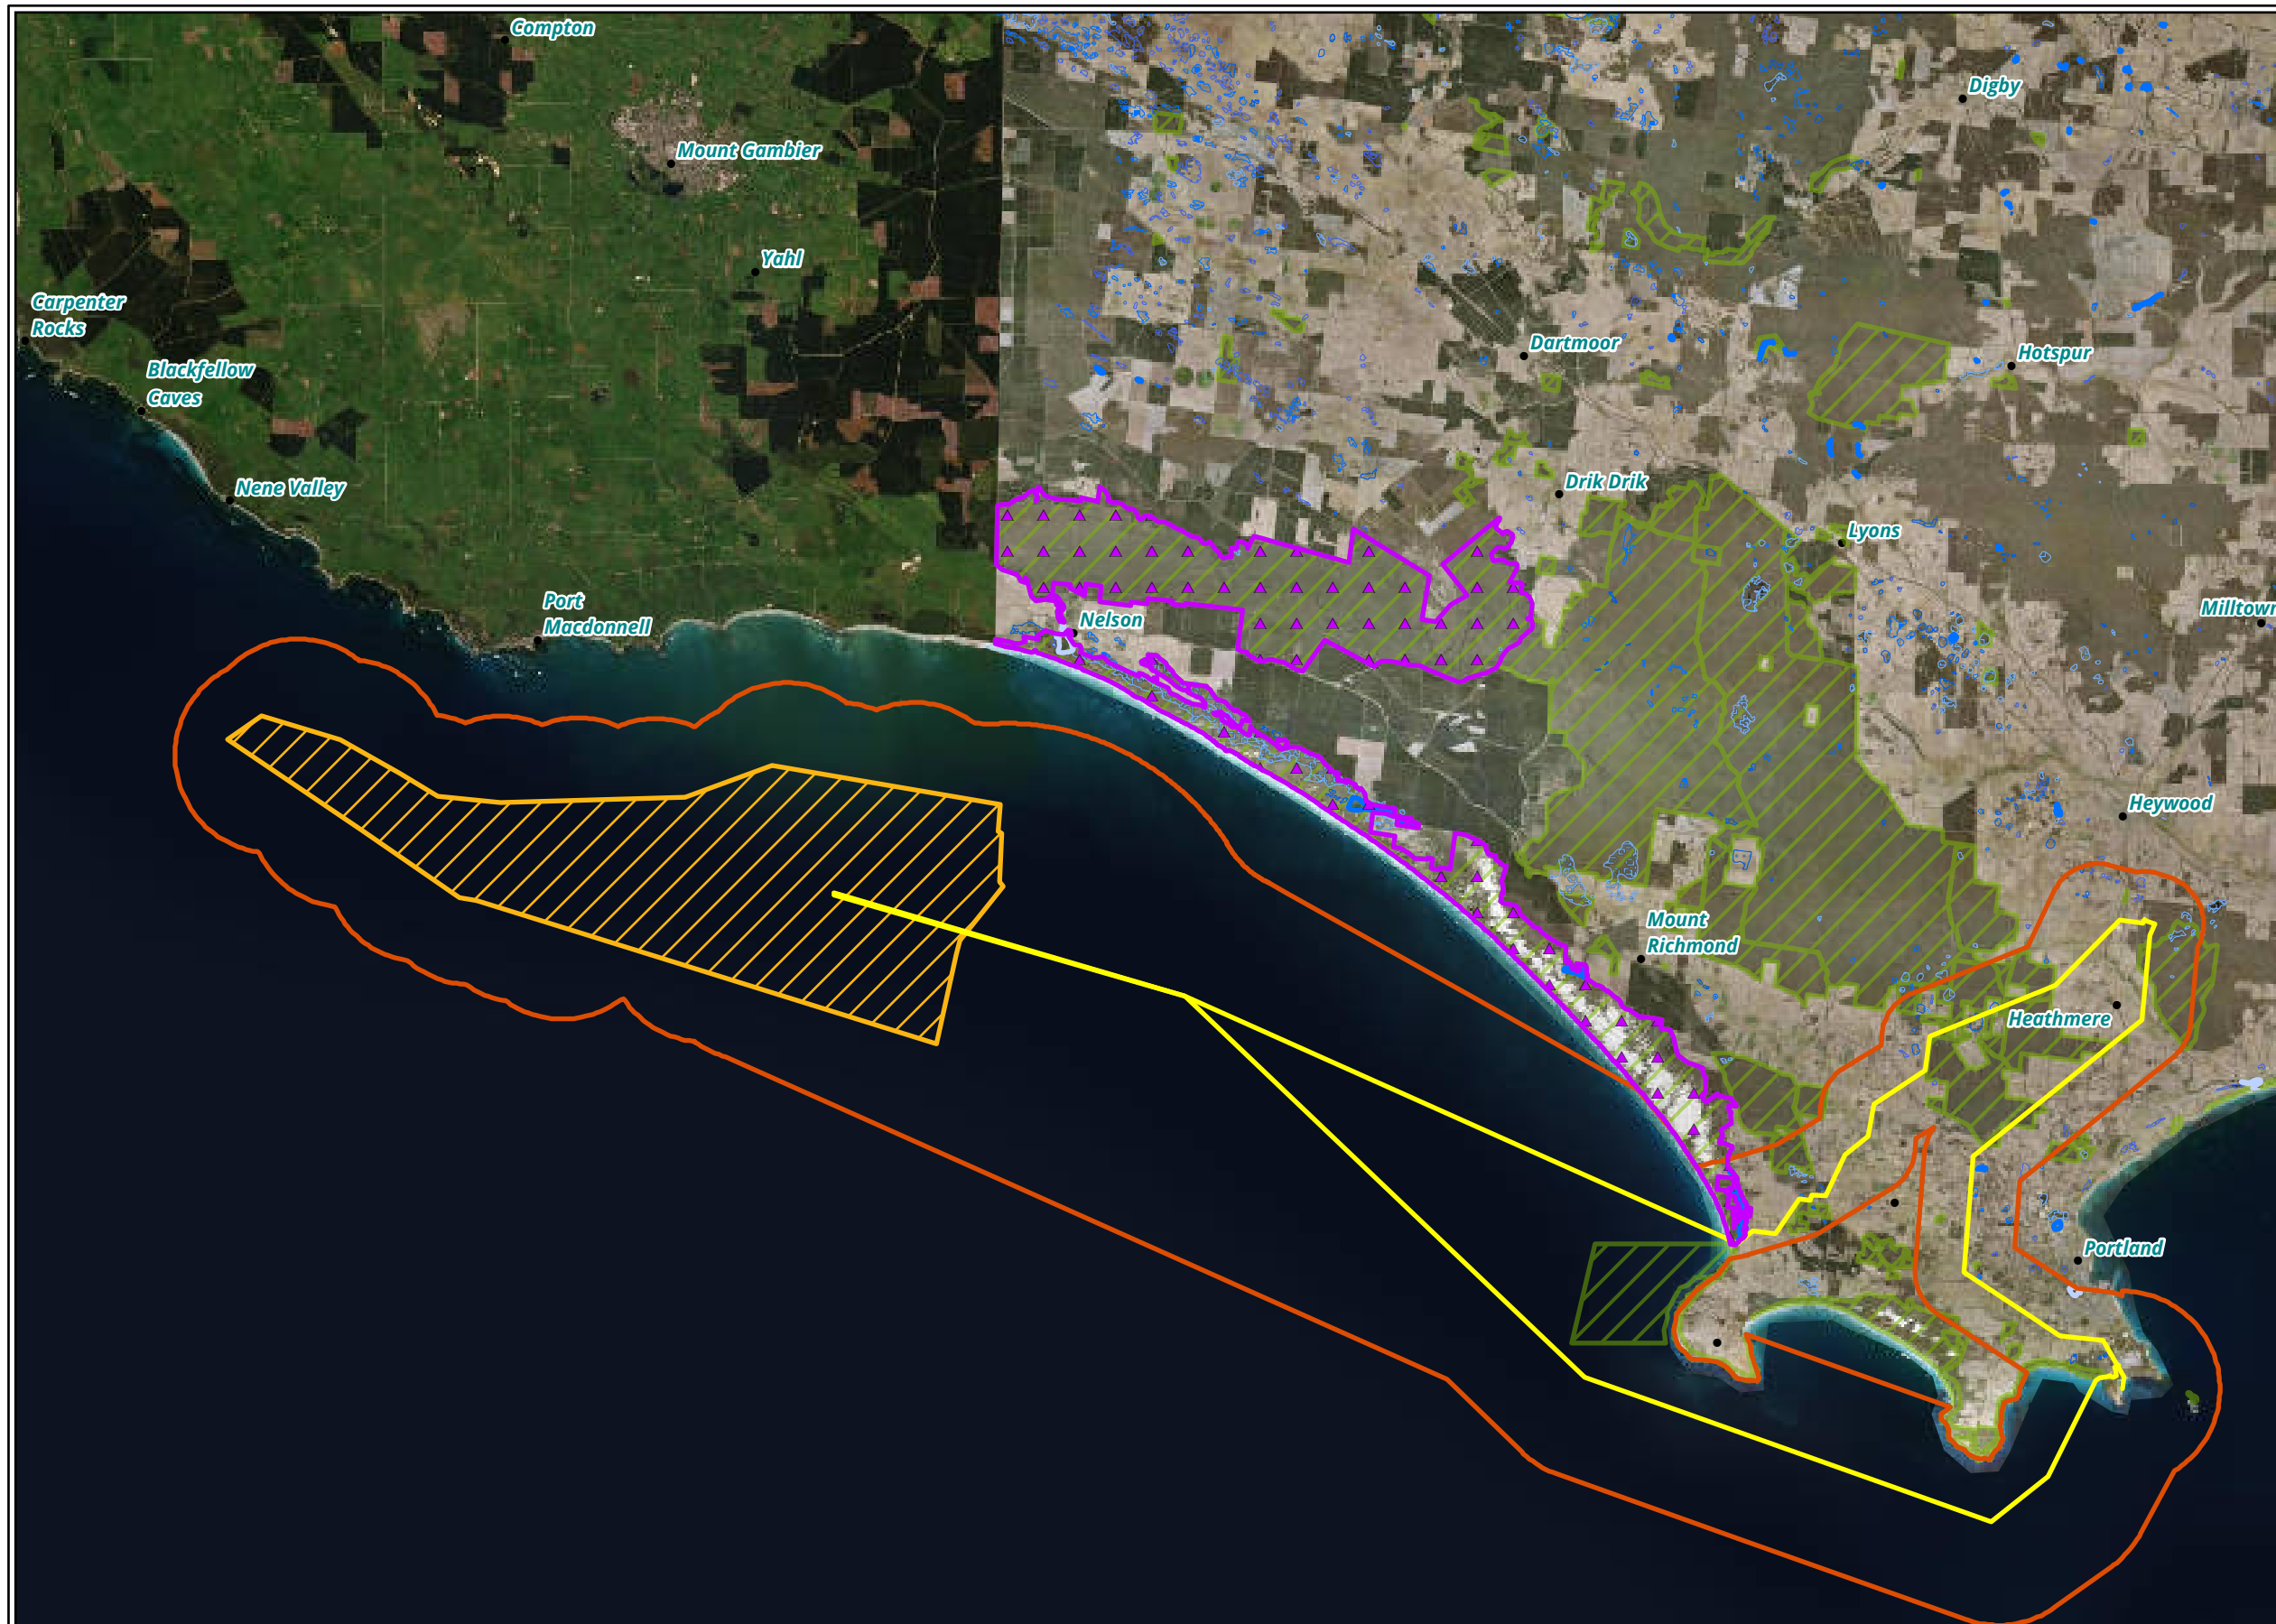 Compton
Digby
Mount Gambier
Yahl
Carpenter
Rocks
Dartmoor
Hotspur
Blackfellow
Caves
Drik Drik
Nene Valley
Lyons
Port
Macdonnell
Nelson
Milltown
Heywood
Mount
Richmond
Heathmere
Portland